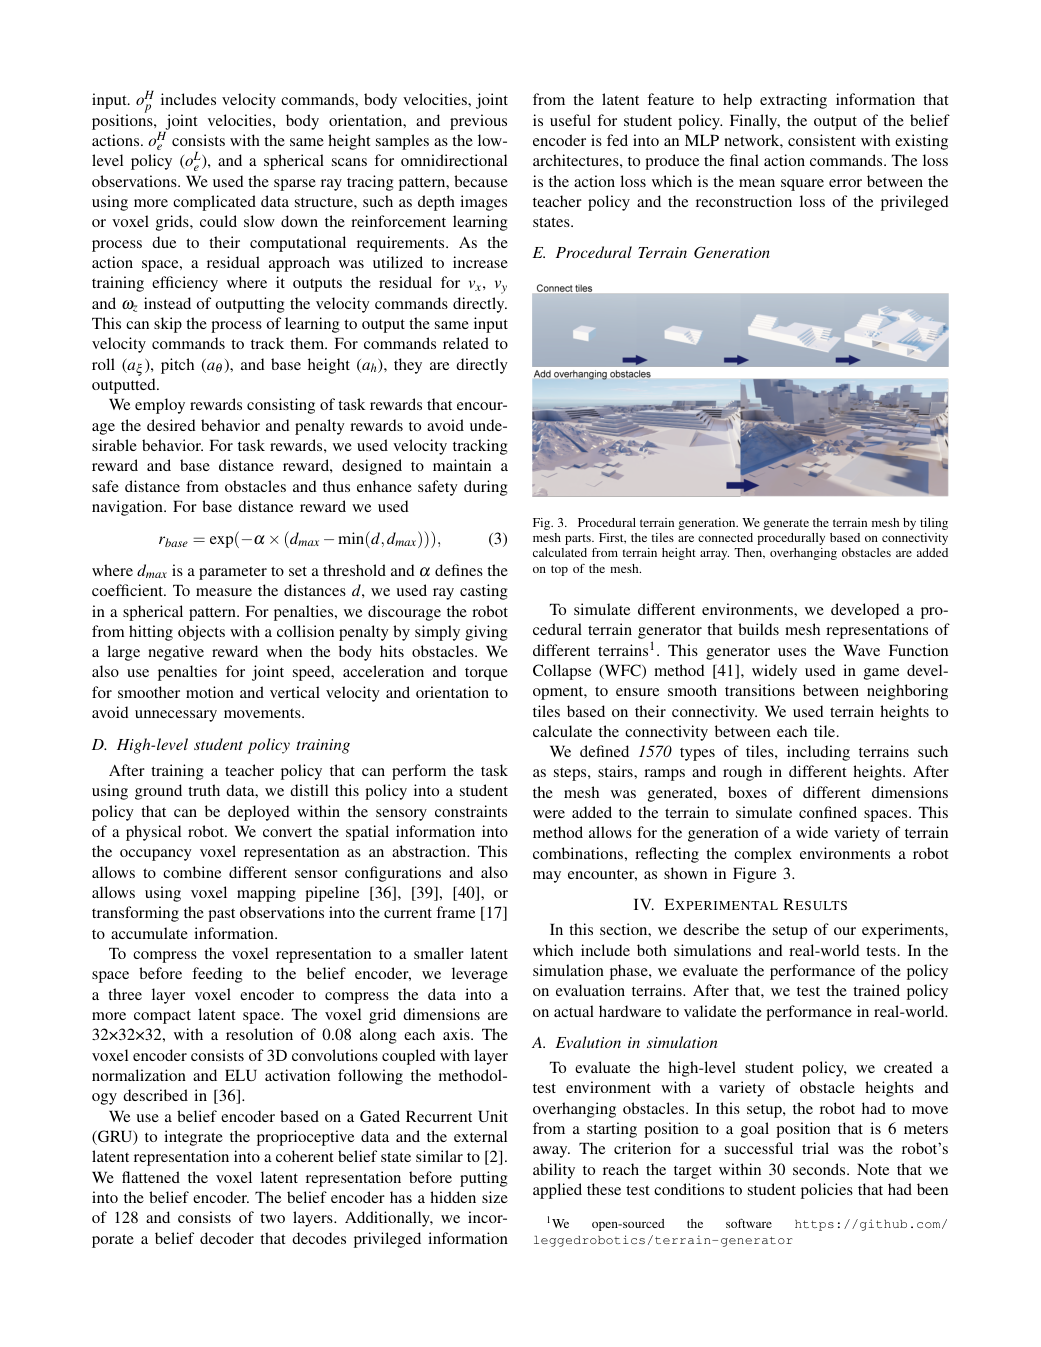 input. o_p^H includes velocity commands, body velocities, joint
positions, joint velocities, body orientation, and previous
actions. o_e^H consists with the same height samples as the low-
level policy (o_e^L), and a spherical scans for omnidirectional
observations. We used the sparse ray tracing pattern, because
using more complicated data structure, such as depth images
or voxel grids, could slow down the reinforcement learning
process due to their computational requirements. As the
action space, a residual approach was utilized to increase
training efficiency where it outputs the residual for v_x, v_y
and ω_z instead of outputting the velocity commands directly.
This can skip the process of learning to output the same input
velocity commands to track them. For commands related to
roll (a_ξ), pitch (a_θ), and base height (a_h), they are directly
outputted.
We employ rewards consisting of task rewards that encour-
age the desired behavior and penalty rewards to avoid unde-
sirable behavior. For task rewards, we used velocity tracking
reward and base distance reward, designed to maintain a
safe distance from obstacles and thus enhance safety during
navigation. For base distance reward we used
r_base = exp(−α × (d_max − min(d, d_max))), (3)
where d_max is a parameter to set a threshold and α defines the
coefficient. To measure the distances d, we used ray casting
in a spherical pattern. For penalties, we discourage the robot
from hitting objects with a collision penalty by simply giving
a large negative reward when the body hits obstacles. We
also use penalties for joint speed, acceleration and torque
for smoother motion and vertical velocity and orientation to
avoid unnecessary movements.
D. High-level student policy training
After training a teacher policy that can perform the task
using ground truth data, we distill this policy into a student
policy that can be deployed within the sensory constraints
of a physical robot. We convert the spatial information into
the occupancy voxel representation as an abstraction. This
allows to combine different sensor configurations and also
allows using voxel mapping pipeline [36], [39], [40], or
transforming the past observations into the current frame [17]
to accumulate information.
To compress the voxel representation to a smaller latent
space before feeding to the belief encoder, we leverage
a three layer voxel encoder to compress the data into a
more compact latent space. The voxel grid dimensions are
32×32×32, with a resolution of 0.08 along each axis. The
voxel encoder consists of 3D convolutions coupled with layer
normalization and ELU activation following the methodol-
ogy described in [36].
We use a belief encoder based on a Gated Recurrent Unit
(GRU) to integrate the proprioceptive data and the external
latent representation into a coherent belief state similar to [2].
We flattened the voxel latent representation before putting
into the belief encoder. The belief encoder has a hidden size
of 128 and consists of two layers. Additionally, we incor-
porate a belief decoder that decodes privileged information
from the latent feature to help extracting information that
is useful for student policy. Finally, the output of the belief
encoder is fed into an MLP network, consistent with existing
architectures, to produce the final action commands. The loss
is the action loss which is the mean square error between the
teacher policy and the reconstruction loss of the privileged
states.
E. Procedural Terrain Generation
Connect tiles
Add overhanging obstacles
Fig. 3. Procedural terrain generation. We generate the terrain mesh by tiling
mesh parts. First, the tiles are connected procedurally based on connectivity
calculated from terrain height array. Then, overhanging obstacles are added
on top of the mesh.
To simulate different environments, we developed a pro-
cedural terrain generator that builds mesh representations of
different terrains¹. This generator uses the Wave Function
Collapse (WFC) method [41], widely used in game devel-
opment, to ensure smooth transitions between neighboring
tiles based on their connectivity. We used terrain heights to
calculate the connectivity between each tile.
We defined 1570 types of tiles, including terrains such
as steps, stairs, ramps and rough in different heights. After
the mesh was generated, boxes of different dimensions
were added to the terrain to simulate confined spaces. This
method allows for the generation of a wide variety of terrain
combinations, reflecting the complex environments a robot
may encounter, as shown in Figure 3.
IV. EXPERIMENTAL RESULTS
In this section, we describe the setup of our experiments,
which include both simulations and real-world tests. In the
simulation phase, we evaluate the performance of the policy
on evaluation terrains. After that, we test the trained policy
on actual hardware to validate the performance in real-world.
A. Evalution in simulation
To evaluate the high-level student policy, we created a
test environment with a variety of obstacle heights and
overhanging obstacles. In this setup, the robot had to move
from a starting position to a goal position that is 6 meters
away. The criterion for a successful trial was the robot's
ability to reach the target within 30 seconds. Note that we
applied these test conditions to student policies that had been
¹We open-sourced the software https://github.com/
leggedrobotics/terrain-generator